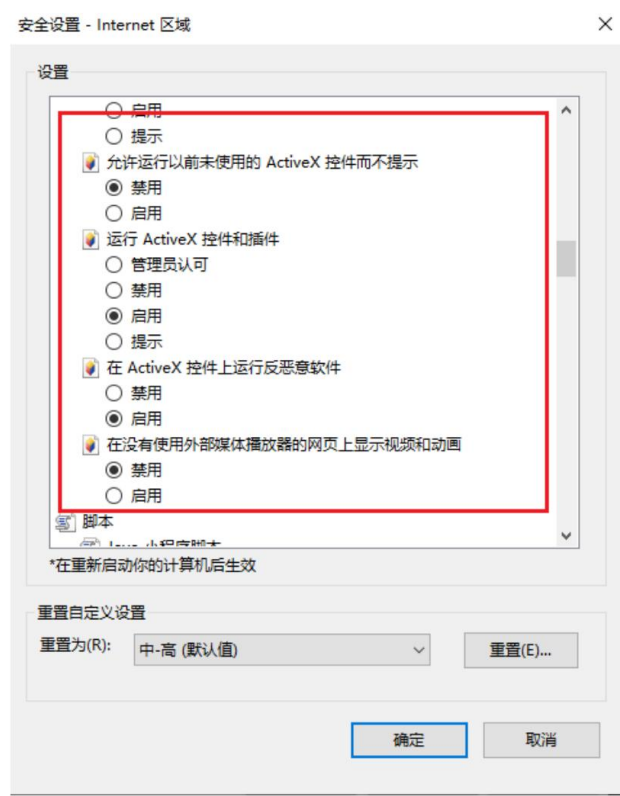 安全设置 - Internet 区域
设置
启用
提示
允许运行以前未使用的 ActiveX 控件而不提示
禁用
启用
运行 ActiveX 控件和插件
管理员认可
禁用
启用
提示
在 ActiveX 控件上运行反恶意软件
禁用
启用
在没有使用外部媒体播放器的网页上显示视频和动画
禁用
启用
脚本
Java 小程序脚本
*在重新启动你的计算机后生效
重置自定义设置
重置为(R):
中-高 (默认值)
重置(E)...
确定
取消